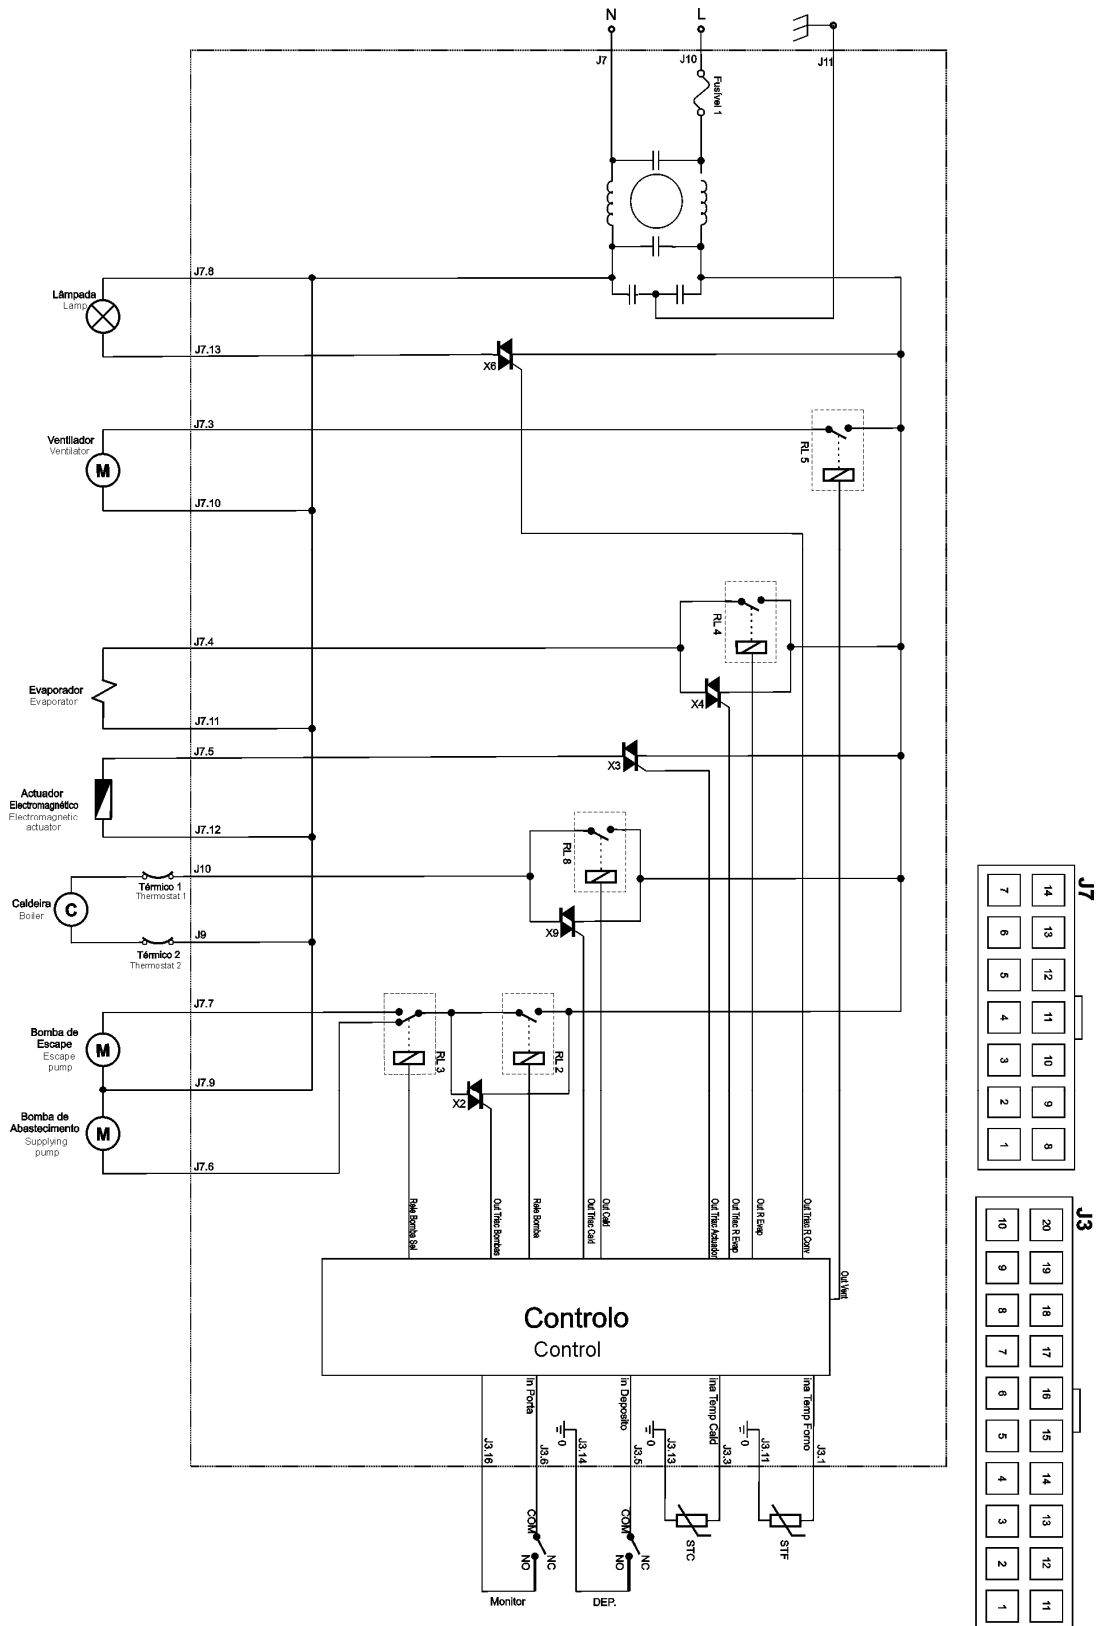 N
L
J7
J10
J11
Fusível 1
J7.8
Lâmpada
Lamp
J7.13
X6
J7.3
Ventilador
Ventilator
M
RL 5
J7.10
RL 4
J7.4
Evaporador
Evaporator
X4
J7.11
J7.5
X3
Actuador
Electromagnético
Electromagnetic
actuator
J7.12
RL 8
J10
Térmico 1
Thermostat 1
Caldeira
Boiler
C
X9
J9
Térmico 2
Thermostat 2
J7.7
Bomba de
Escape
Escape
pump
M
RL 3
RL 2
J7.9
X2
Bomba de
Abastecimento
Supplying
pump
M
J7.6
Rele Bomba Sel
Out Triac Bombas
Rele Bomba
Out Triac Cald
Out Cald
Out Triac Actuador
Out Triac R Evap
Out R Evap
Out Triac R Conv
Out Vent
Controlo
Control
in Porta
in Deposito
ina Temp Cald
ina Temp Forno
0
0
0
J3.16
J3.6
J3.14
J3.5
J3.13
J3.3
J3.11
J3.1
COM
NC
NO
COM
NC
NO
STC
STF
Monitor
DEP.
J7
7 14
6 13
5 12
4 11
3 10
2 9
1 8
J3
10 20
9 19
8 18
7 17
6 16
5 15
4 14
3 13
2 12
1 11